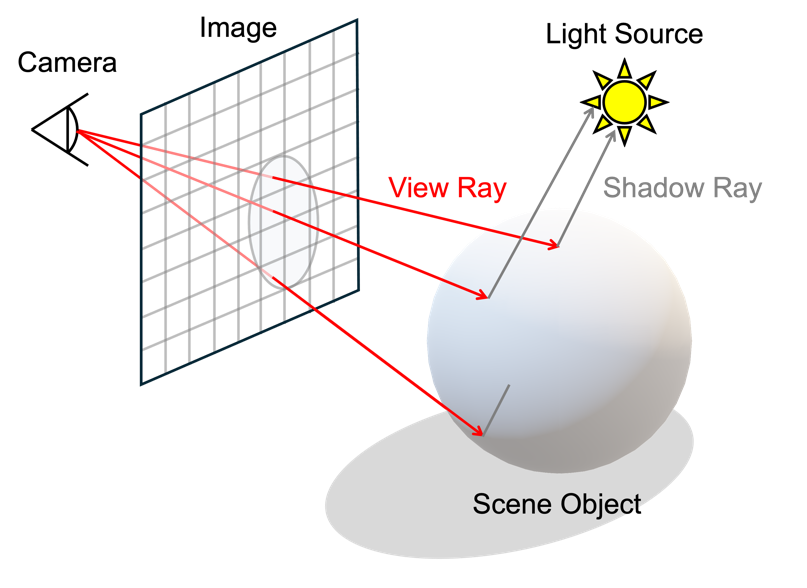 Image
Light Source
Camera
View Ray
Shadow Ray
Scene Object